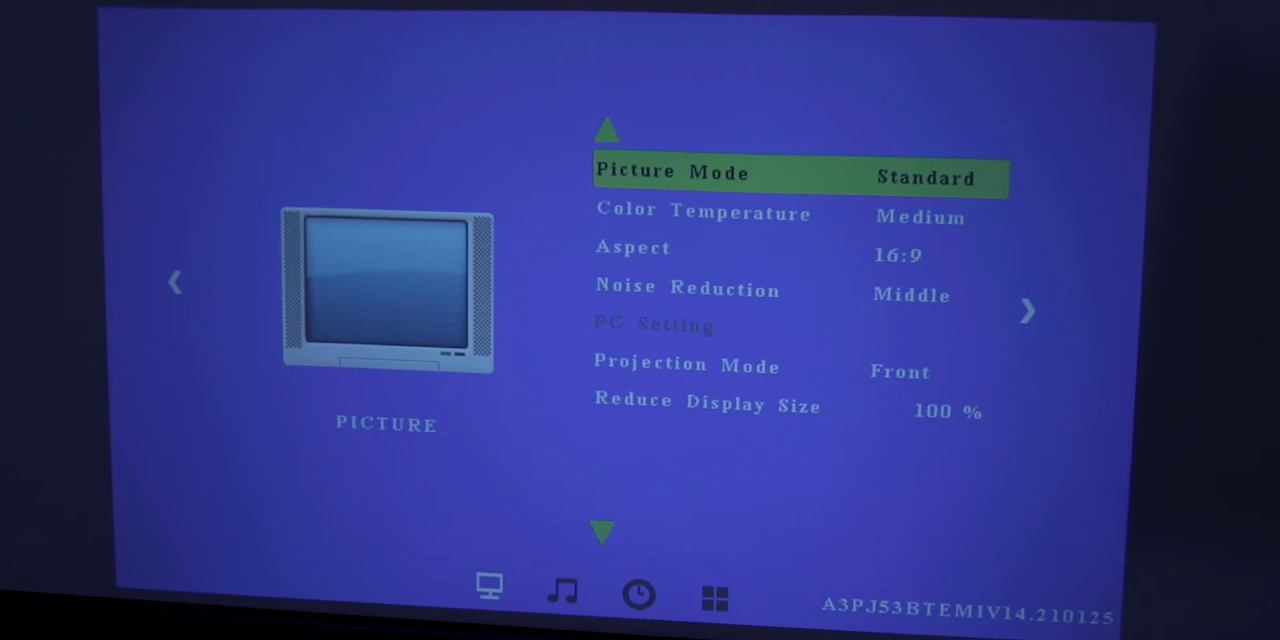 Picture Mode Standard
Color Temperature Medium
Aspect 16:9
Noise Reduction Middle
PC Setting
Projection Mode Front
Reduce Display Size 100 %
PICTURE
A3PJ53BTEMIV14.210125